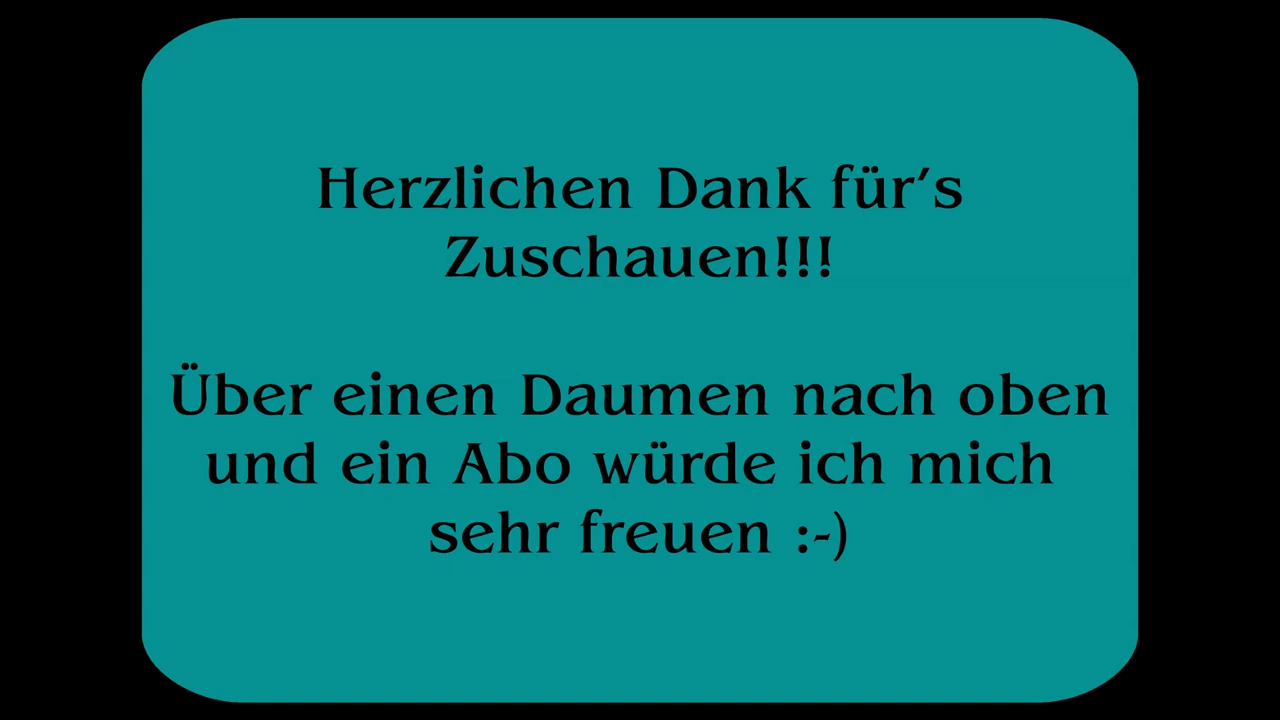 Herzlichen Dank für's
Zuschauen!!!
Über einen Daumen nach oben
und ein Abo würde ich mich
sehr freuen :-)